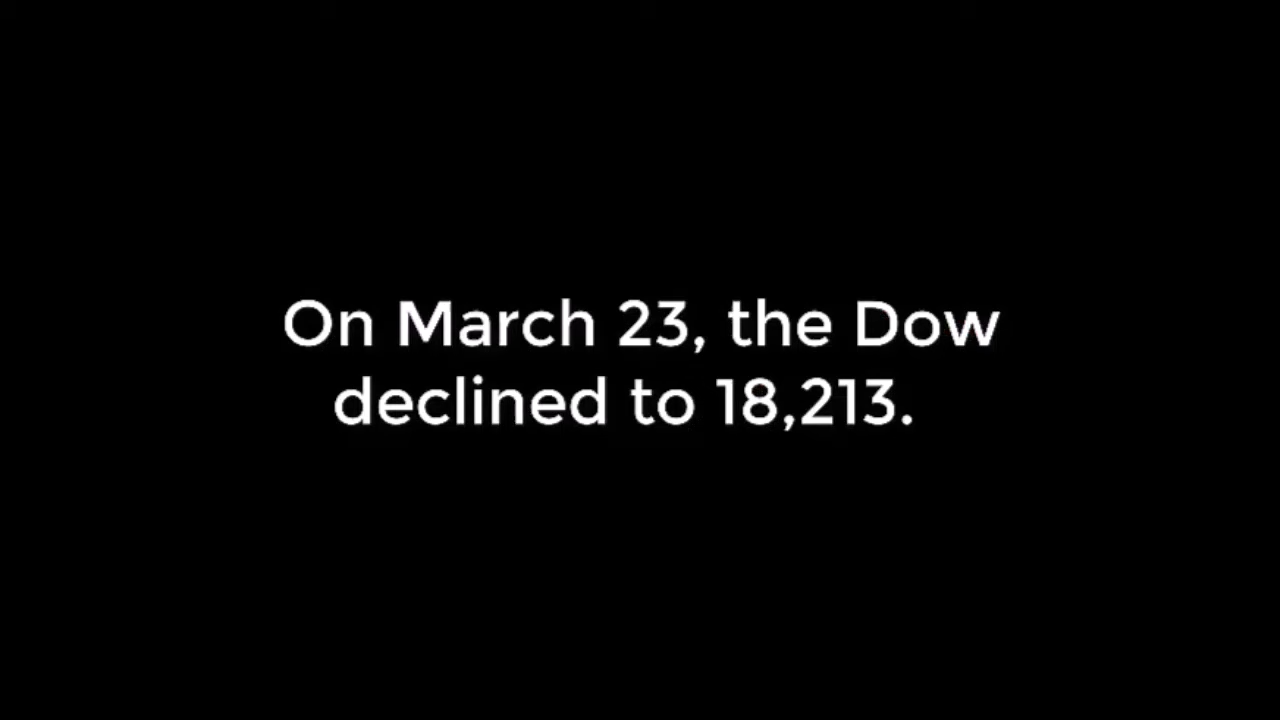 On March 23, the Dow
declined to 18,213.